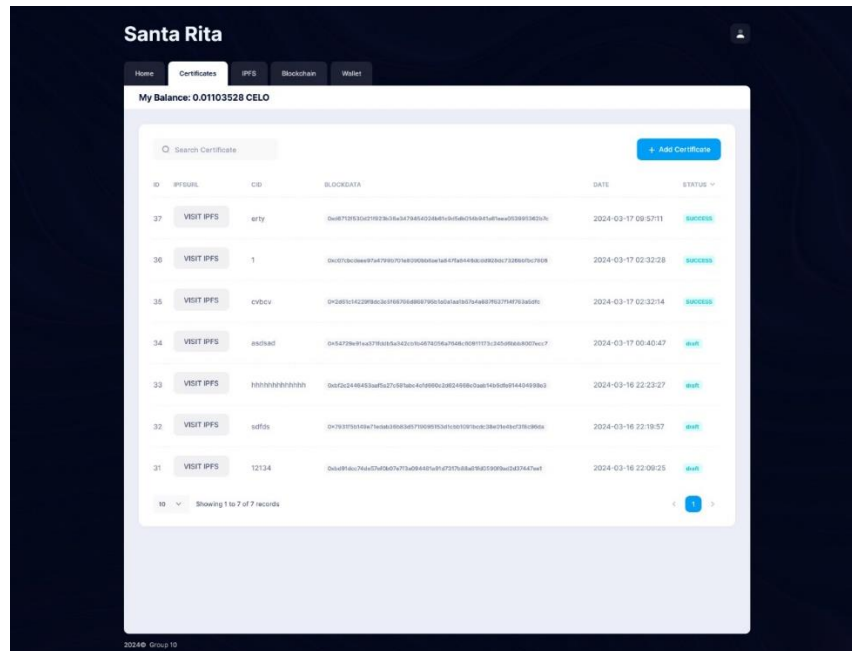 Santa Rita
Home Certificates IPFS Blockchain Wallet
My Balance: 0.01103528 CELO
Search Certificate + Add Certificate
ID IPFSURL CID BLOCKDATA DATE STATUS
37 VISIT IPFS erty 2024-03-17 09:57:11 SUCCESS
36 VISIT IPFS 1 2024-03-17 02:32:28 SUCCESS
35 VISIT IPFS cvbcv 2024-03-17 02:32:14 SUCCESS
34 VISIT IPFS asdsad 2024-03-17 00:40:47 draft
33 VISIT IPFS 2024-03-16 22:23:27 draft
32 VISIT IPFS sdfds 2024-03-16 22:19:57 draft
31 VISIT IPFS 12134 2024-03-16 22:08:25 draft
10 Showing 1 to 7 of 7 records < 1 >
2024© Group 10